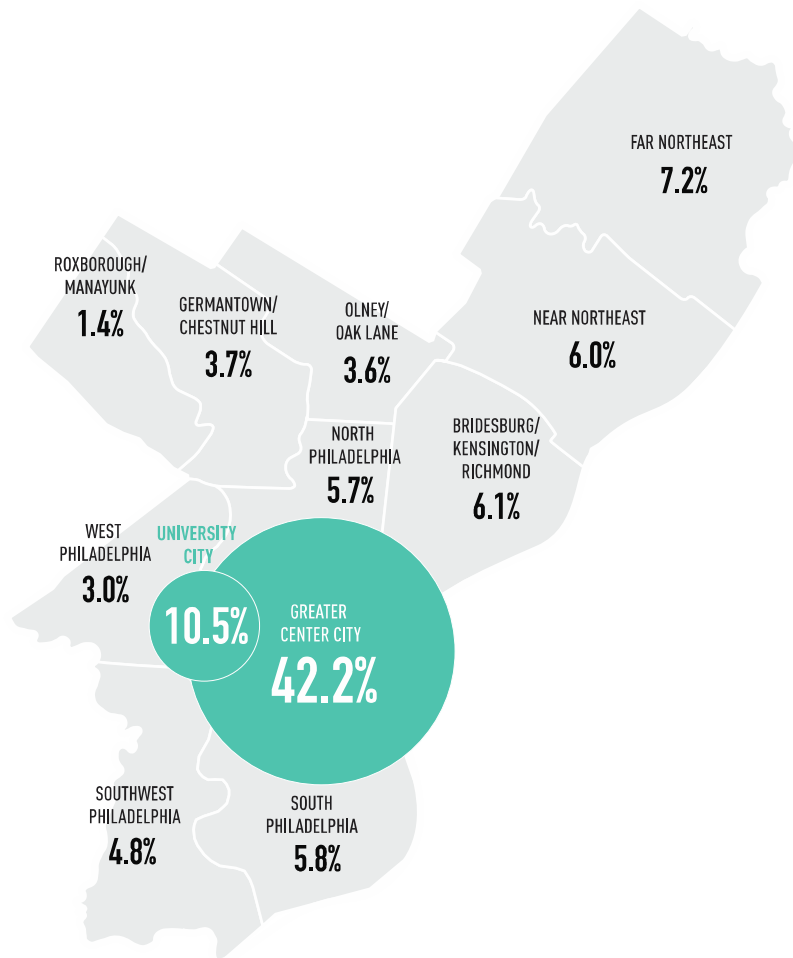 FAR NORTHEAST
7.2%
ROXBOROUGH/
MANAYUNK
1.4%
GERMANTOWN/
CHESTNUT HILL
3.7%
OLNEY/
OAK LANE
3.6%
NEAR NORTHEAST
6.0%
NORTH
PHILADELPHIA
5.7%
BRIDESBURG/
KENSINGTON/
RICHMOND
6.1%
WEST
PHILADELPHIA
3.0%
UNIVERSITY
CITY
10.5%
GREATER
CENTER CITY
42.2%
SOUTHWEST
PHILADELPHIA
4.8%
SOUTH
PHILADELPHIA
5.8%